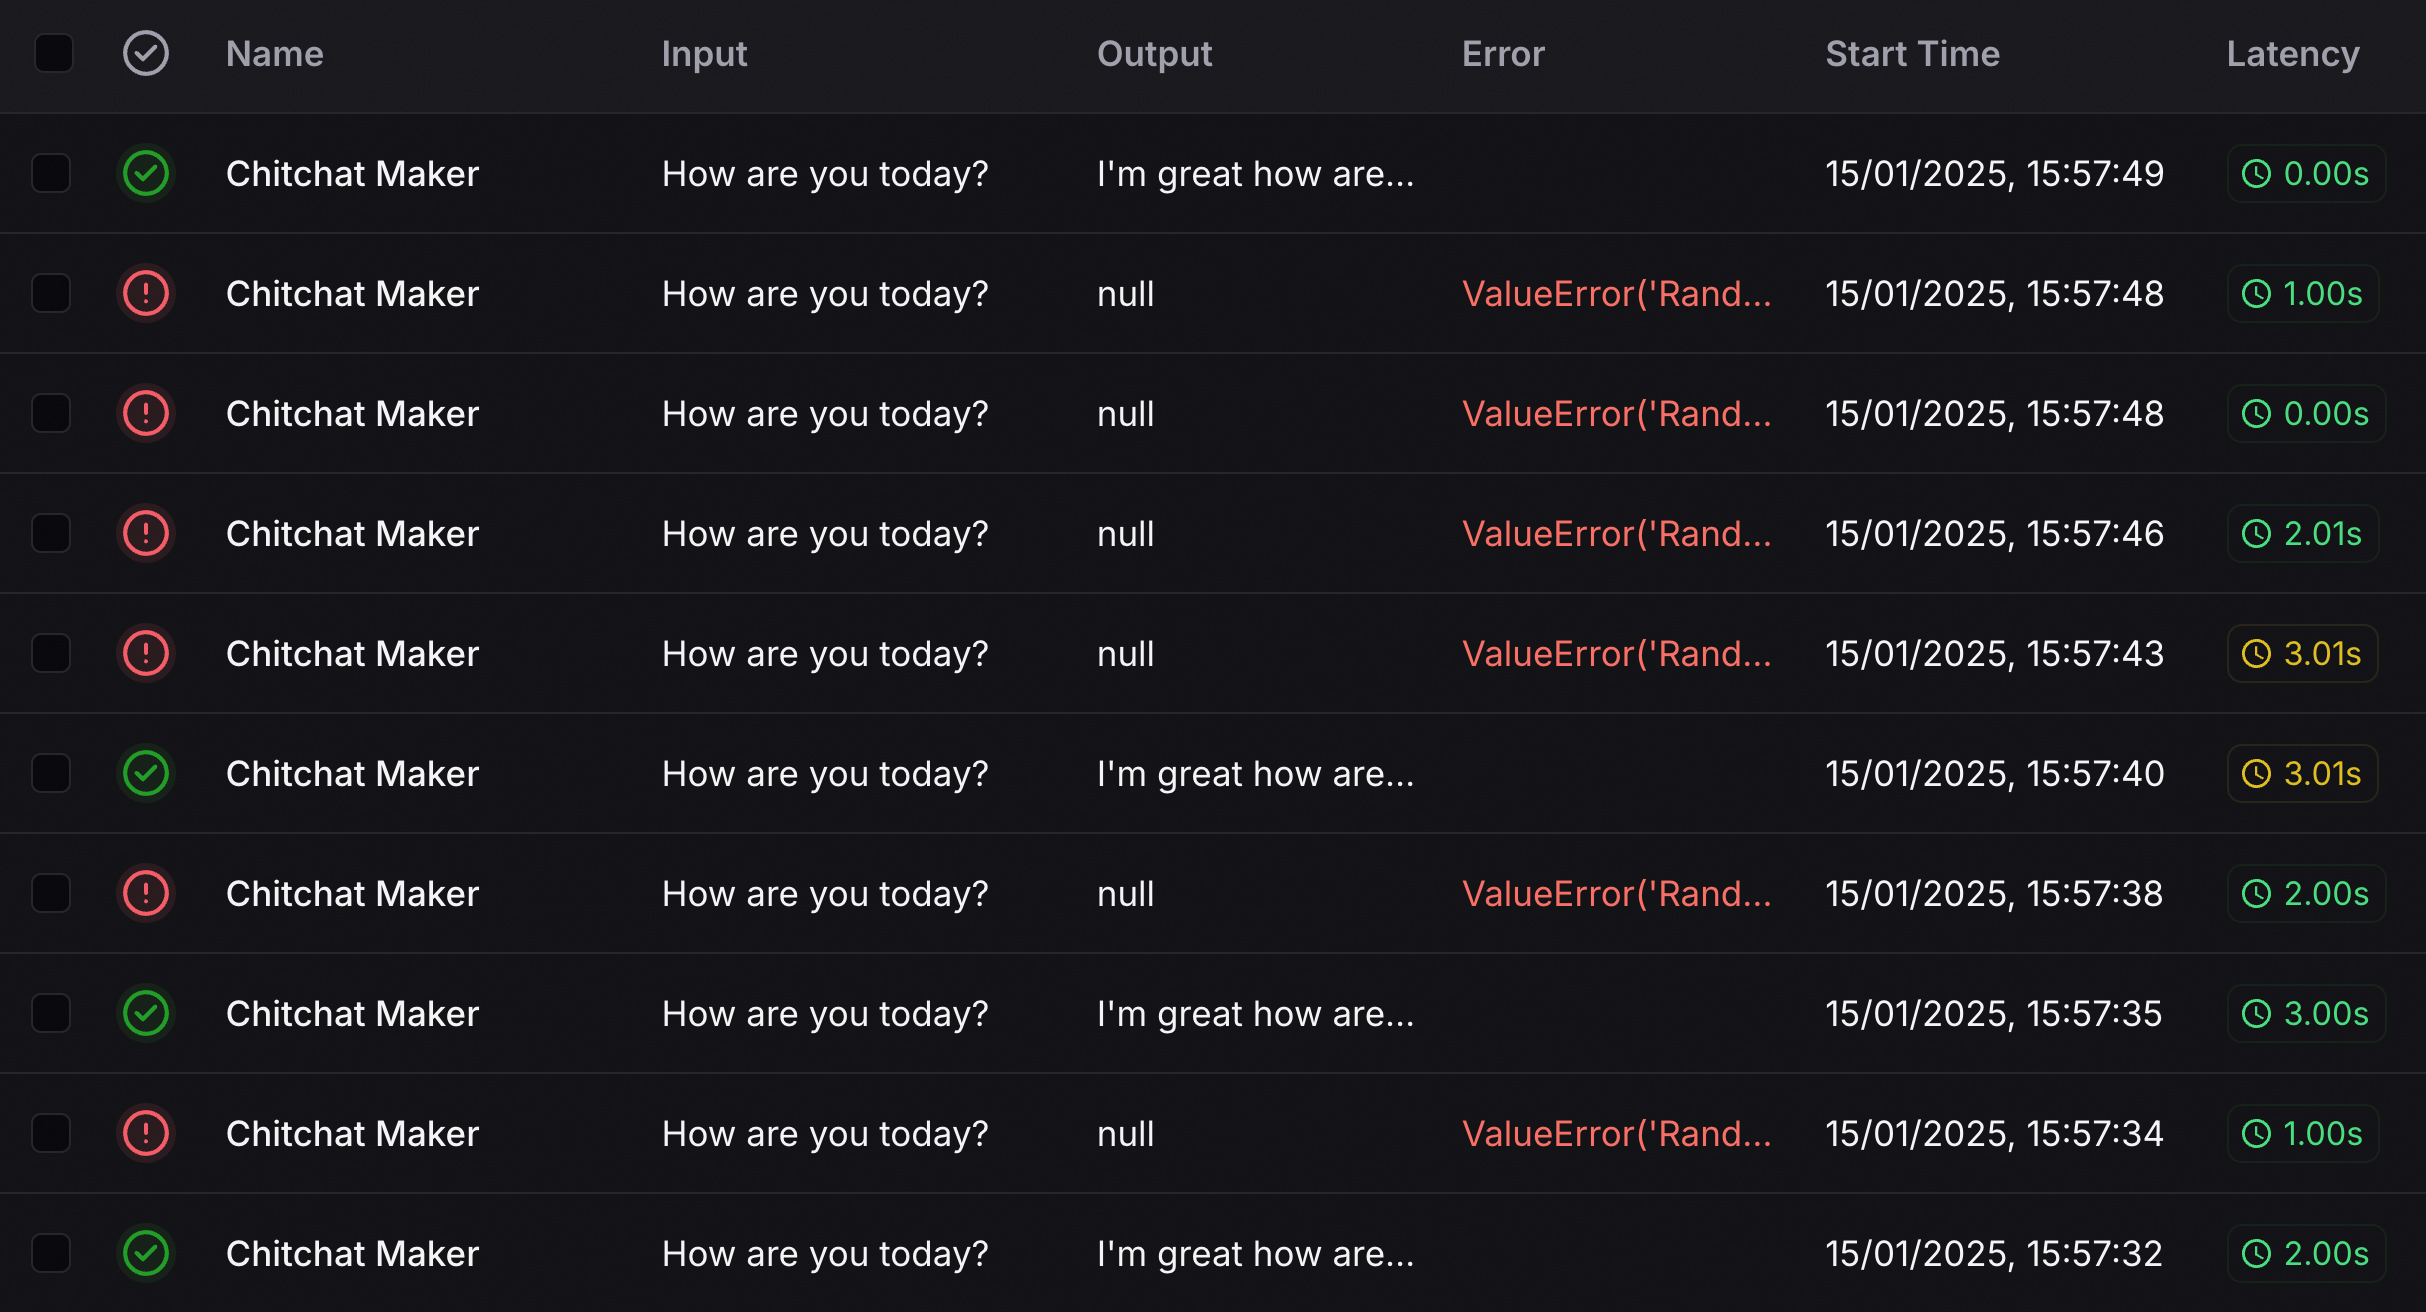 Name Input Output Error Start Time Latency
Chitchat Maker How are you today? I'm great how are... 15/01/2025, 15:57:49 0.00s
Chitchat Maker How are you today? null ValueError('Rand... 15/01/2025, 15:57:48 1.00s
Chitchat Maker How are you today? null ValueError('Rand... 15/01/2025, 15:57:48 0.00s
Chitchat Maker How are you today? null ValueError('Rand... 15/01/2025, 15:57:46 2.01s
Chitchat Maker How are you today? null ValueError('Rand... 15/01/2025, 15:57:43 3.01s
Chitchat Maker How are you today? I'm great how are... 15/01/2025, 15:57:40 3.01s
Chitchat Maker How are you today? null ValueError('Rand... 15/01/2025, 15:57:38 2.00s
Chitchat Maker How are you today? I'm great how are... 15/01/2025, 15:57:35 3.00s
Chitchat Maker How are you today? null ValueError('Rand... 15/01/2025, 15:57:34 1.00s
Chitchat Maker How are you today? I'm great how are... 15/01/2025, 15:57:32 2.00s